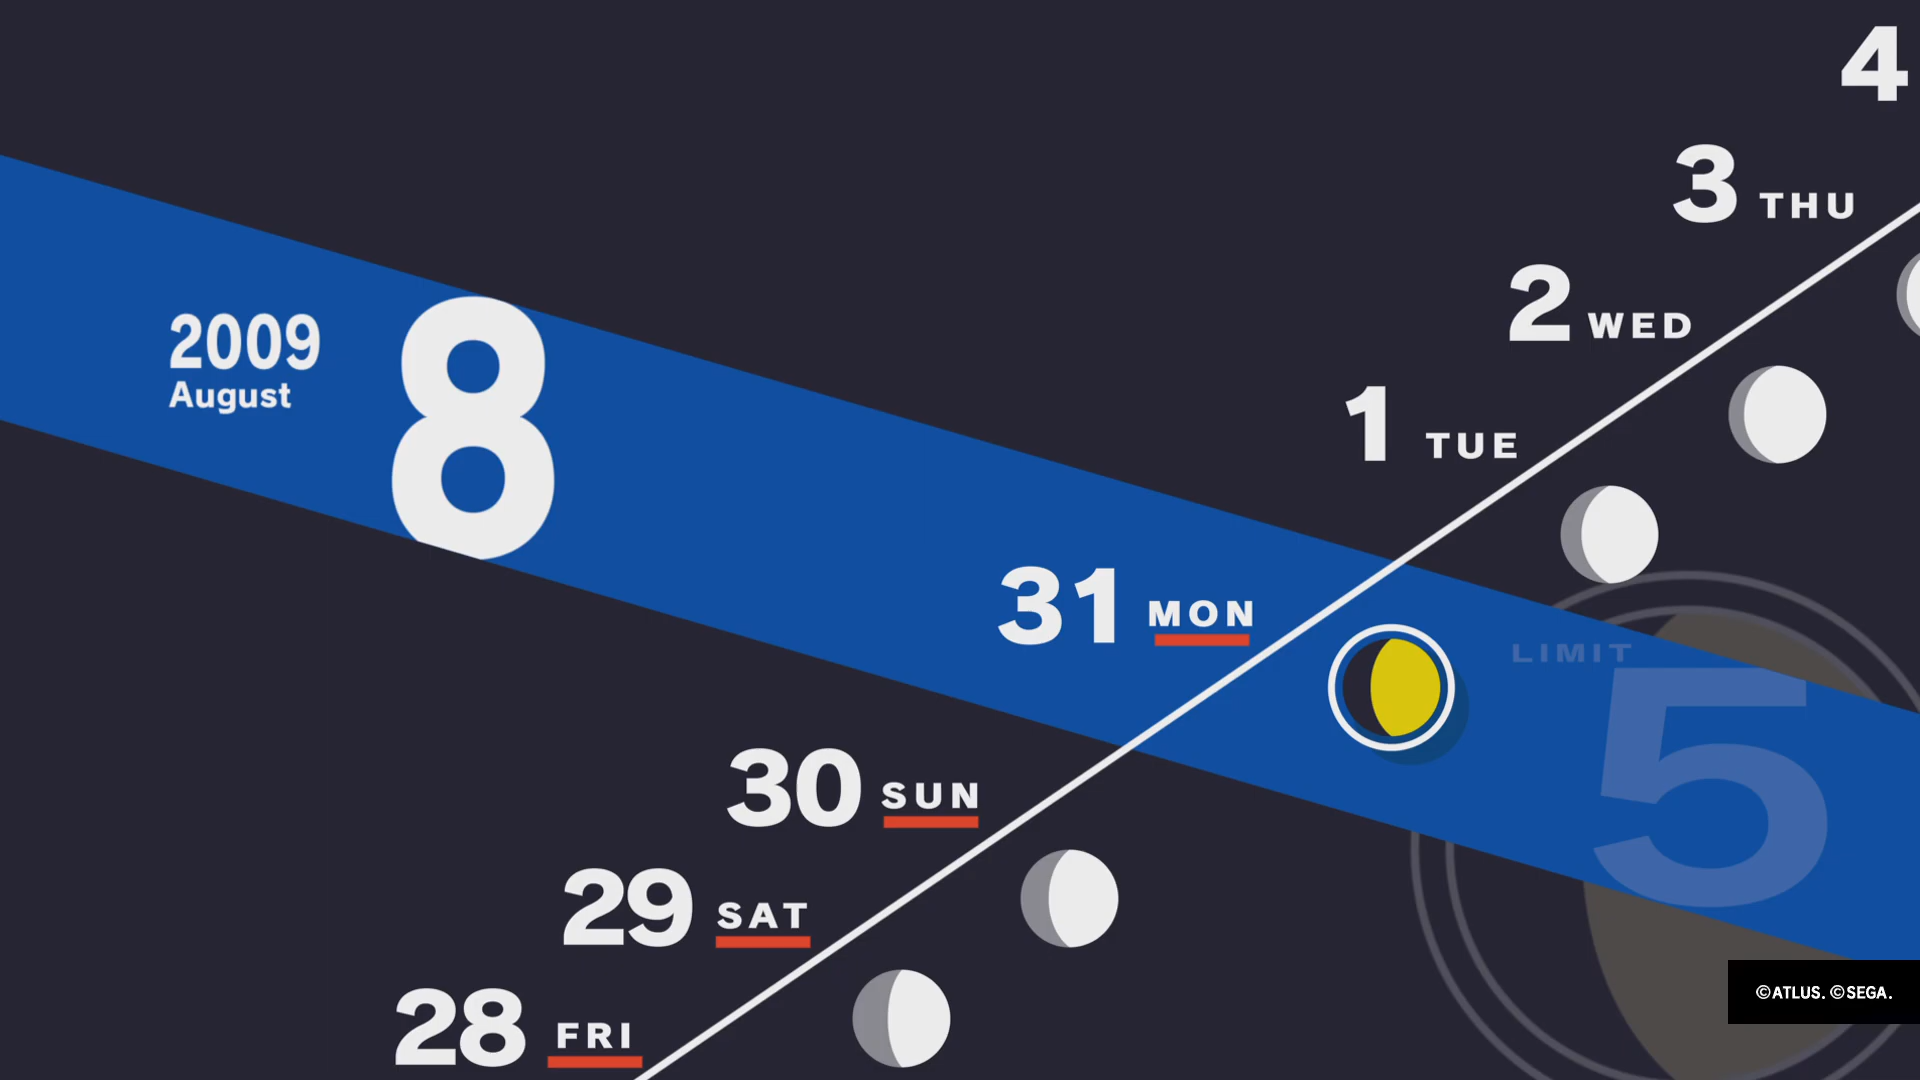 4
3 THU
2 WED
1 TUE
2009
August
8
31 MON
LIMIT
5
30 SUN
29 SAT
28 FRI
©ATLUS. ©SEGA.